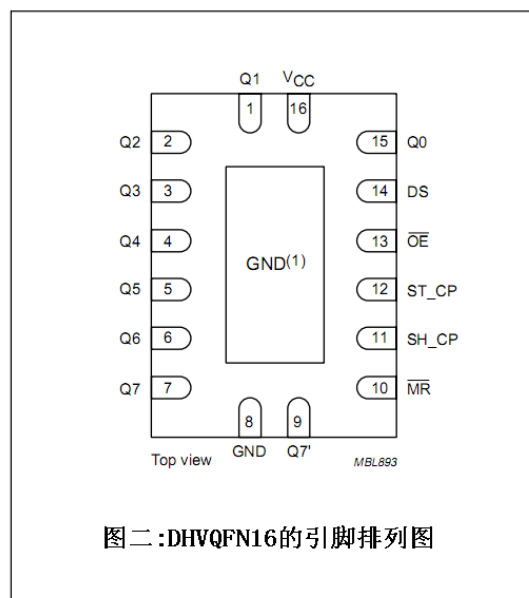 Q1 VCC
1 16
Q2 2 15 Q0
Q3 3 14 DS
Q4 4 13 O̅E̅
GND(1)
Q5 5 12 ST_CP
Q6 6 11 SH_CP
Q7 7 10 M̅R̅
8 9
Top view GND Q7' MBL893
图二:DHVQFN16的引脚排列图